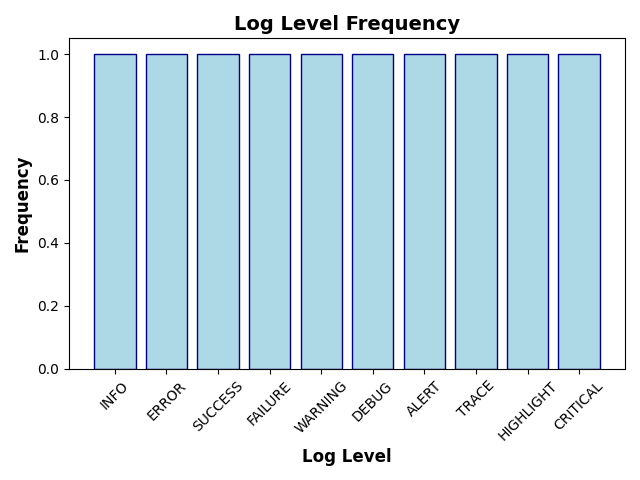 Log Level Frequency
1.0
0.8
0.6
0.4
0.2
0.0
Frequency
INFO
ERROR
SUCCESS
FAILURE
WARNING
DEBUG
ALERT
TRACE
HIGHLIGHT
CRITICAL
Log Level